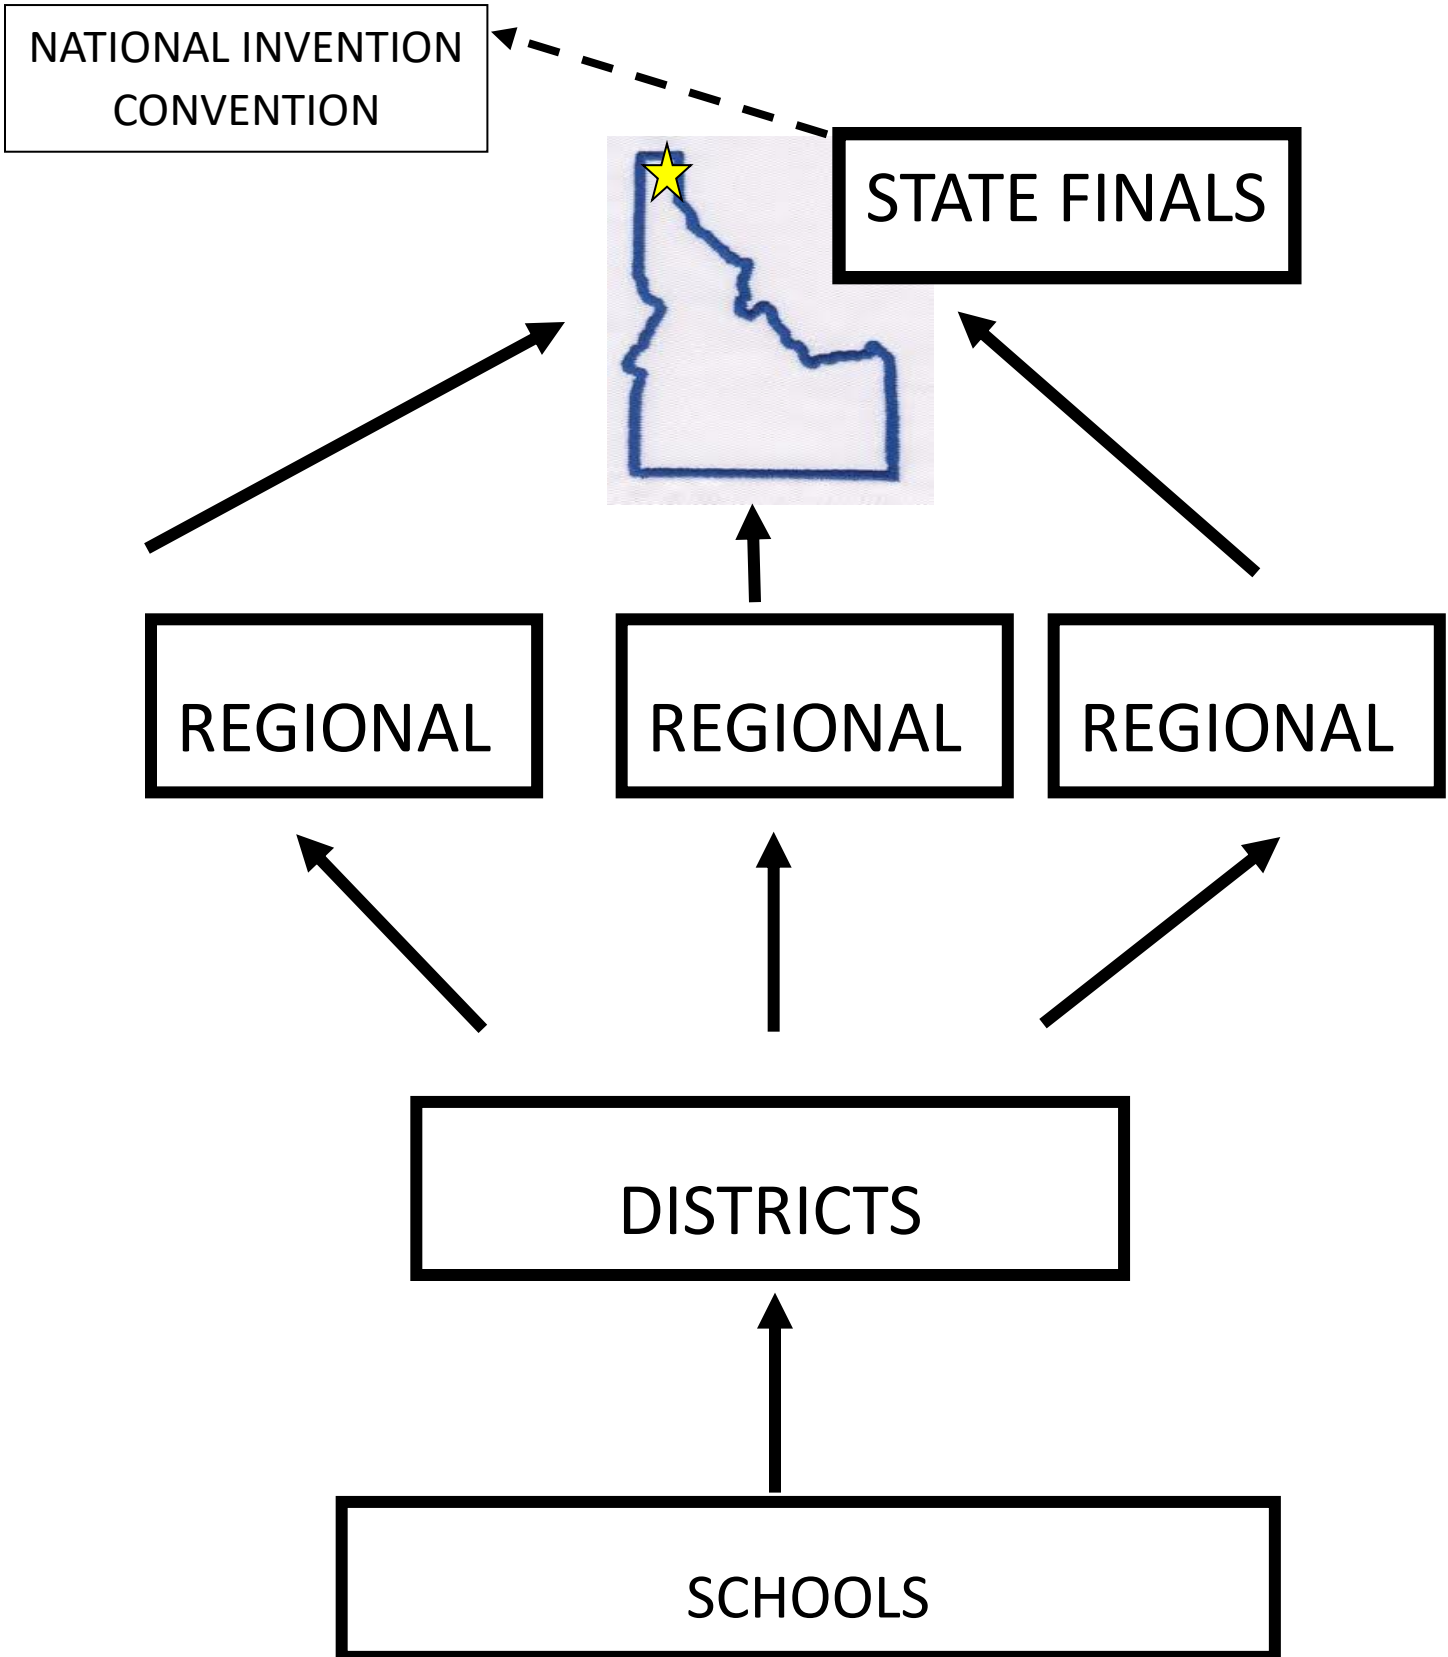 NATIONAL INVENTION
CONVENTION
STATE FINALS
REGIONAL
REGIONAL
REGIONAL
DISTRICTS
SCHOOLS